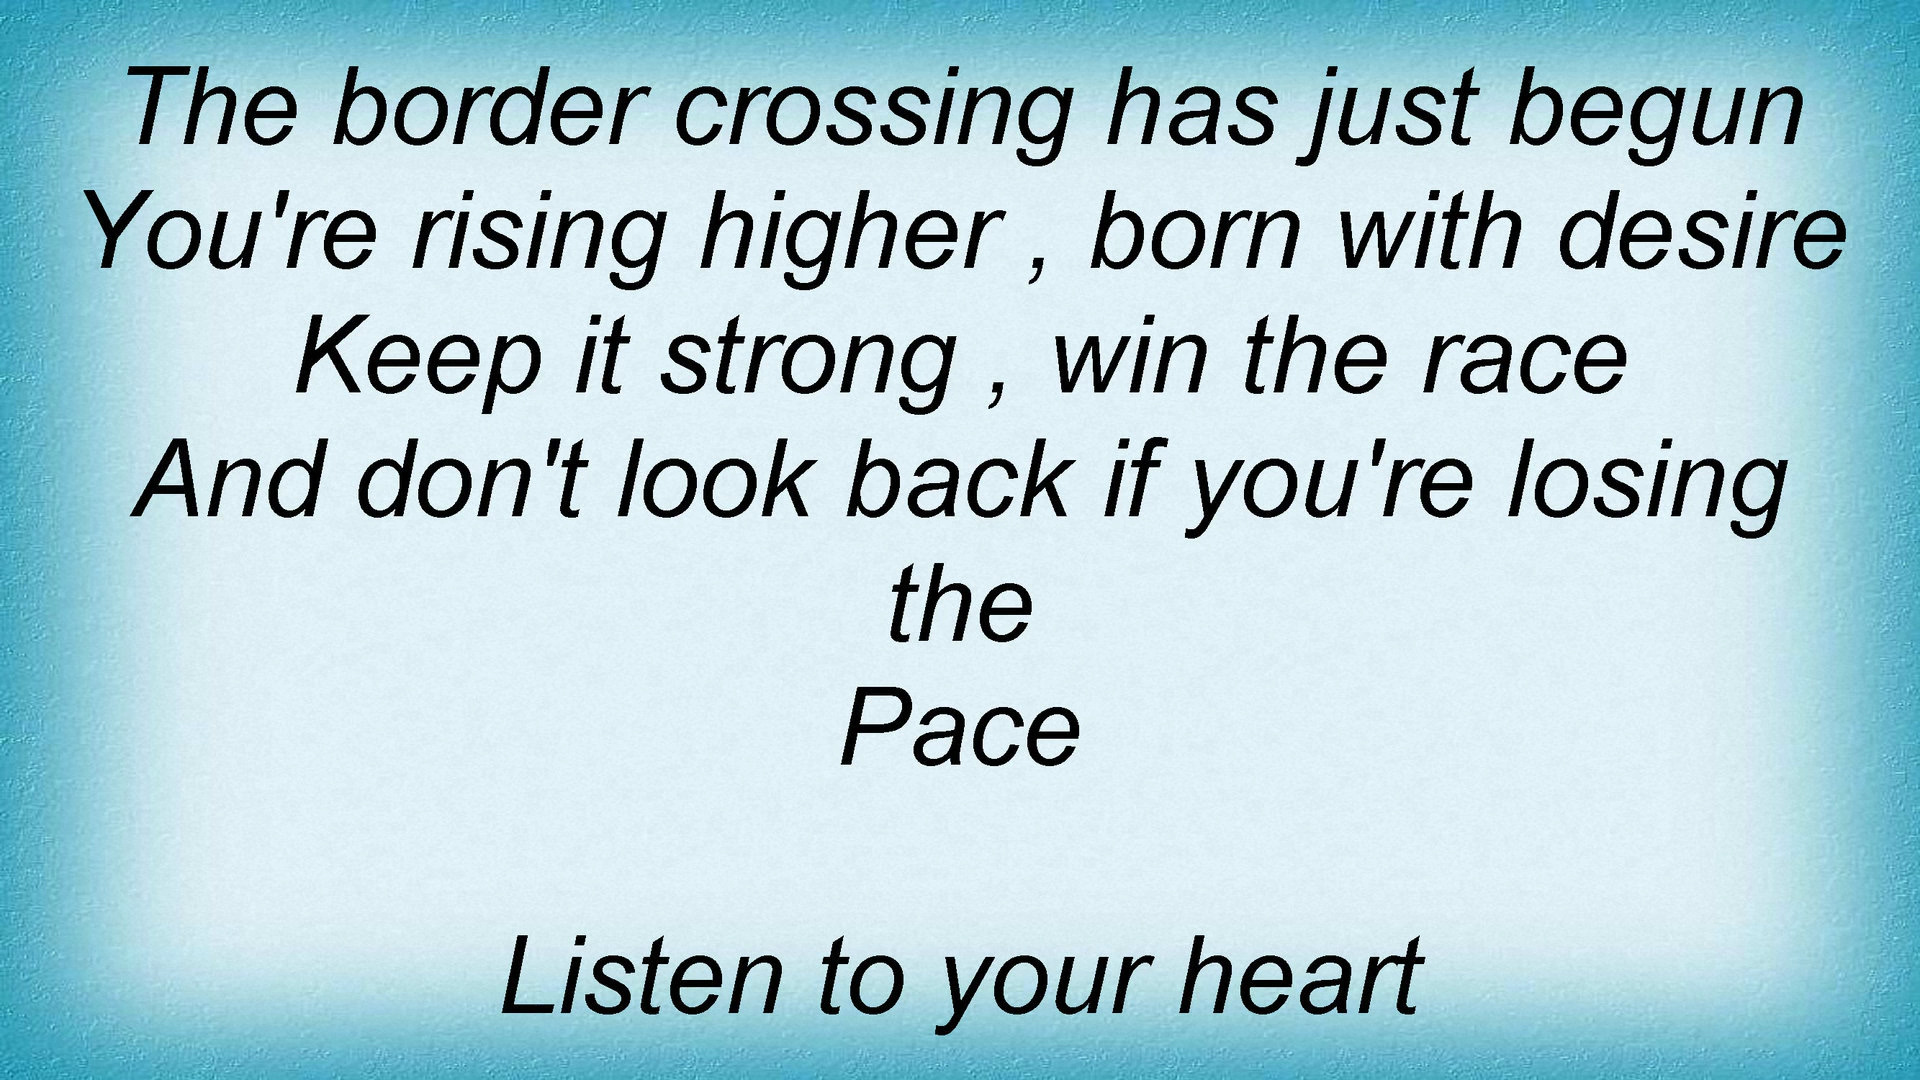 The border crossing has just begun
You're rising higher , born with desire
Keep it strong , win the race
And don't look back if you're losing
the
Pace
Listen to your heart